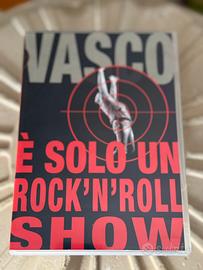 VASCO
È SOLO UN
ROCK'N'ROLL
SHOW